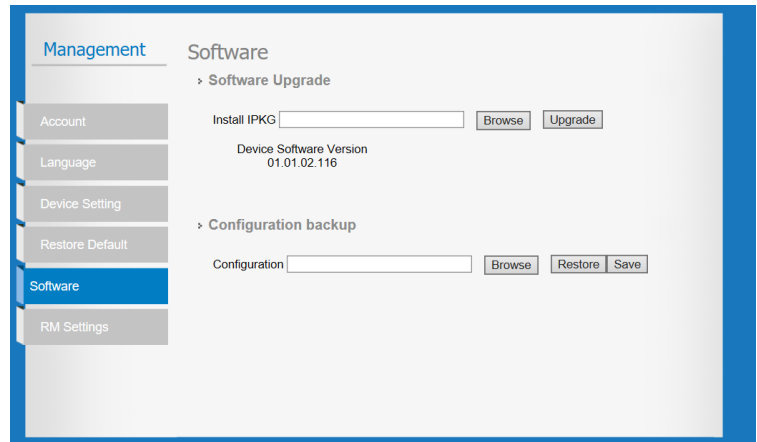 Management
Account
Language
Device Setting
Restore Default
Software
RM Settings
Software
Software Upgrade
Install IPKG Browse Upgrade
Device Software Version
01.01.02.116
Configuration backup
Configuration Browse Restore Save